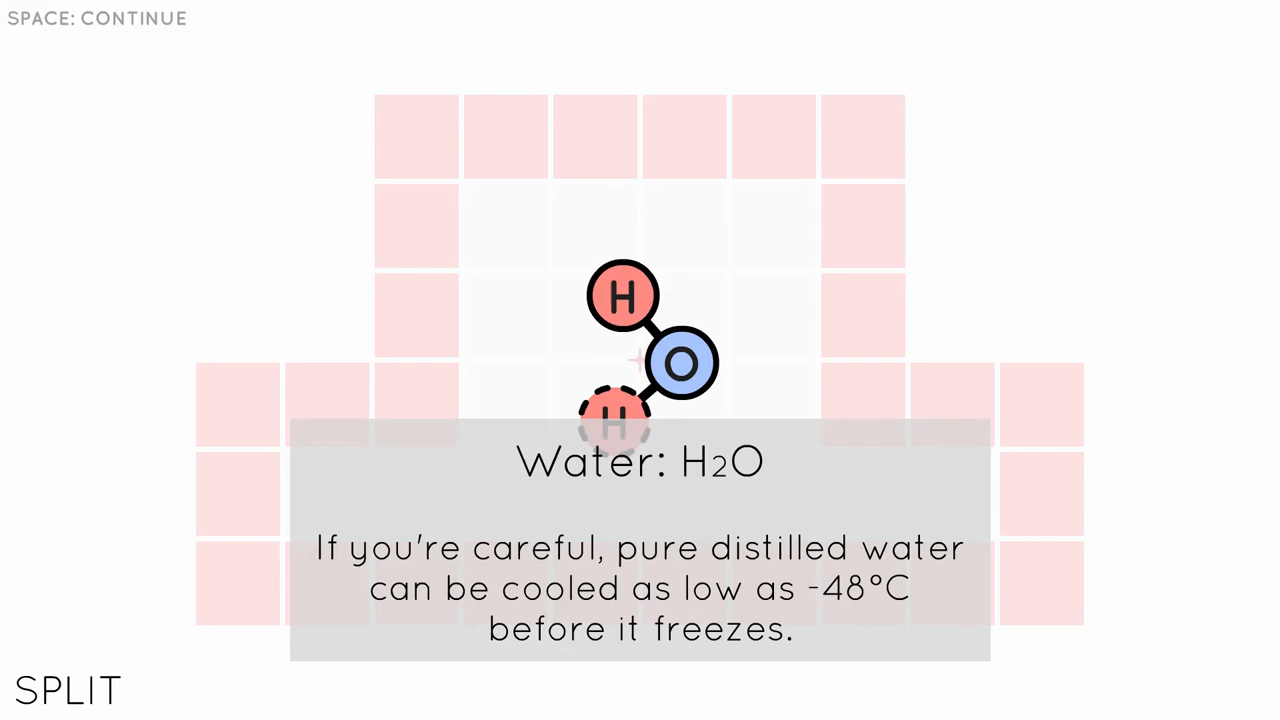 SPACE: CONTINUE
H
O
H
Water: H2O
If you're careful, pure distilled water
can be cooled as low as -48°C
before it freezes.
SPLIT